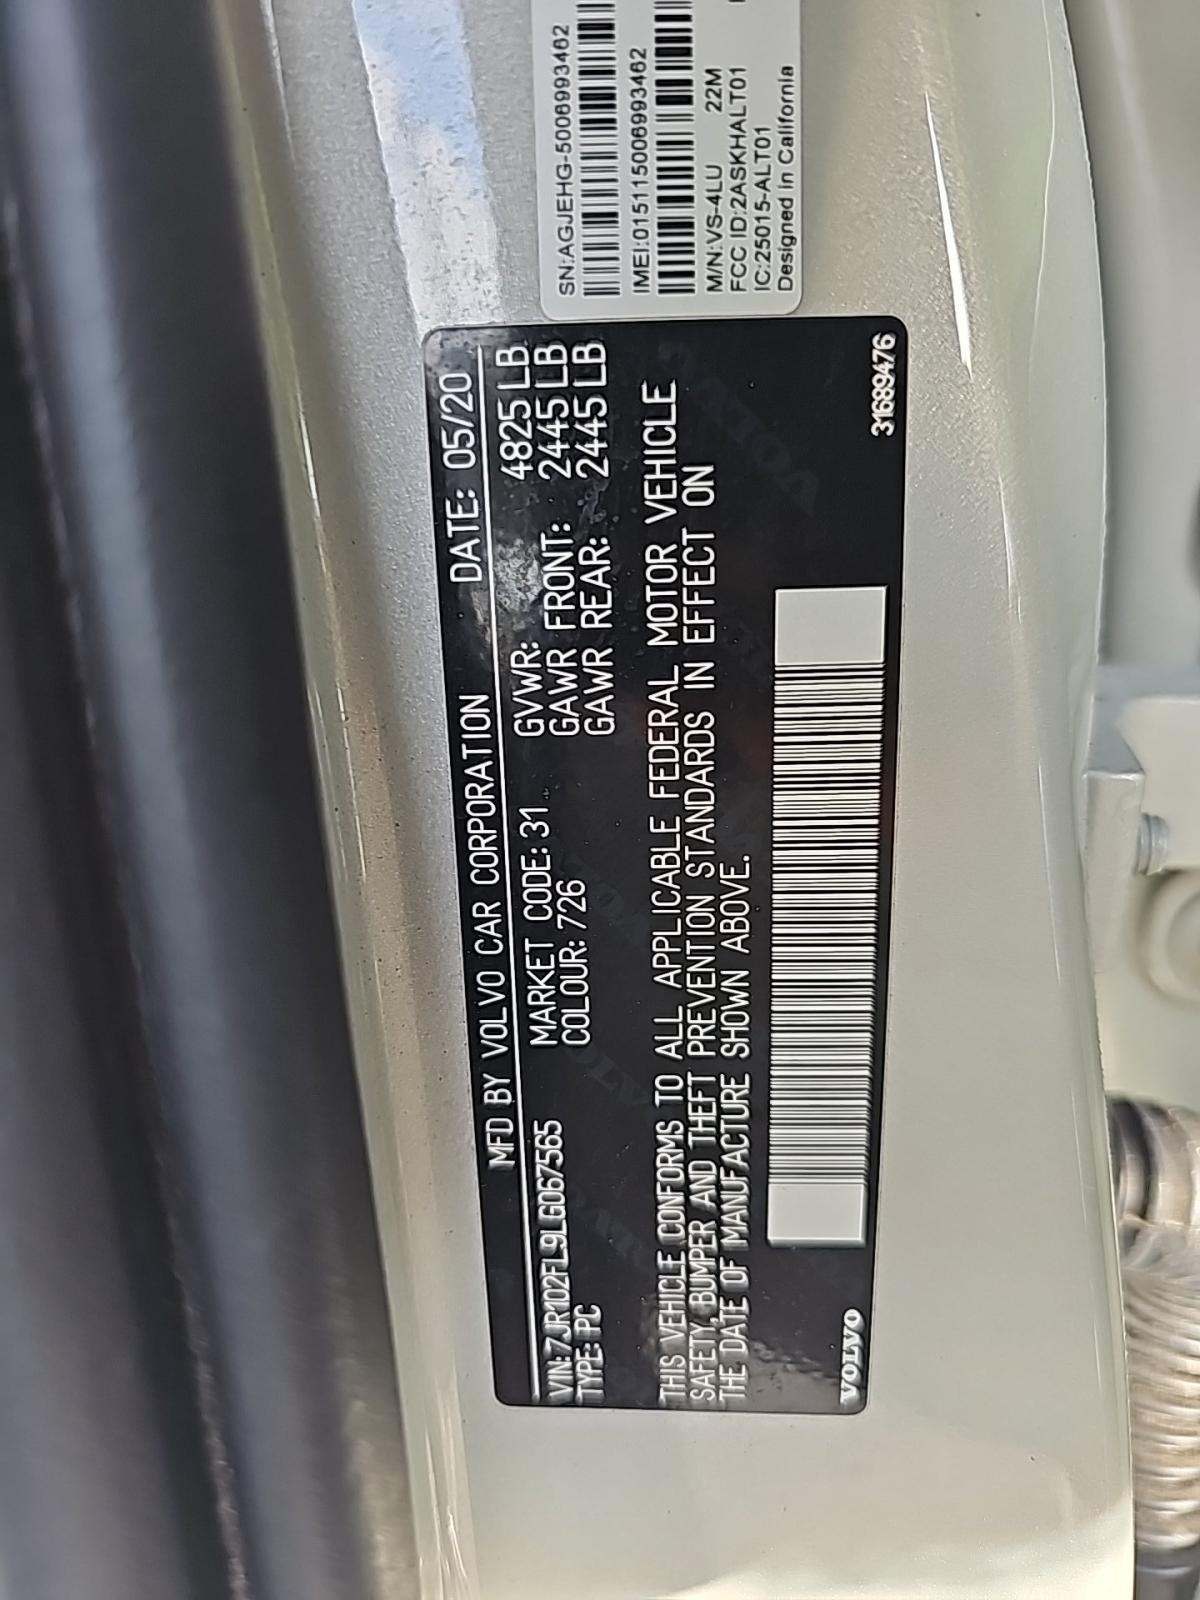 MFD BY VOLVO CAR CORPORATION DATE: 05/20
VIN: 7JR102FL9LG067565 MARKET CODE: 31 GVWR: 4825 LB
TYPE: PC COLOUR: 726 GAWR FRONT: 2445 LB
GAWR REAR: 2445 LB
THIS VEHICLE CONFORMS TO ALL APPLICABLE FEDERAL MOTOR VEHICLE
SAFETY, BUMPER AND THEFT PREVENTION STANDARDS IN EFFECT ON
THE DATE OF MANUFACTURE SHOWN ABOVE.
VOLVO
31689476
SN:AGJEHG-5006993462
IMEI:015115006993462
M/N:VS-4LU 22M
FCC ID:2ASKHALT01
IC:25015-ALT01
Designed in California